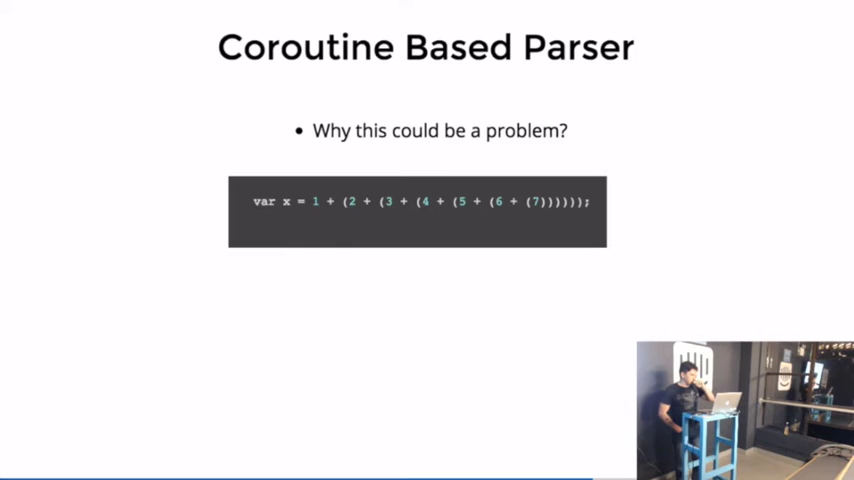 Coroutine Based Parser
• Why this could be a problem?
var x = 1 + (2 + (3 + (4 + (5 + (6 + (7))))));